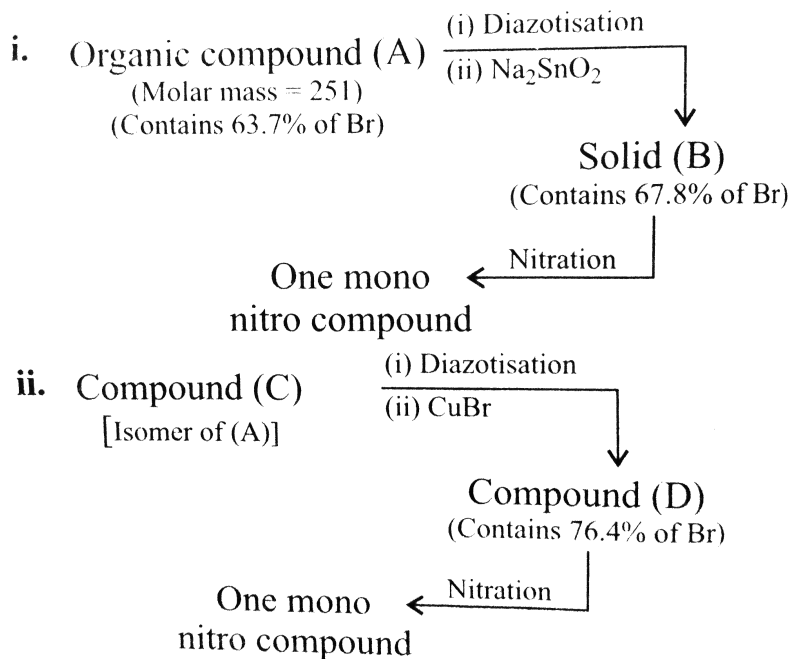 i. Organic compound (A) (i) Diazotisation
(ii) Na₂SnO₂
(Molar mass = 251)
(Contains 63.7% of Br)
Solid (B)
(Contains 67.8% of Br)
Nitration
One mono
nitro compound
ii. Compound (C) (i) Diazotisation
(ii) CuBr
[Isomer of (A)]
Compound (D)
(Contains 76.4% of Br)
Nitration
One mono
nitro compound